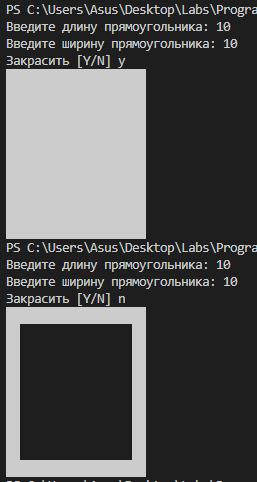 PS C:\Users\Asus\Desktop\Labs\Progra
Введите длину прямоугольника: 10
Введите ширину прямоугольника: 10
Закрасить [Y/N] y
PS C:\Users\Asus\Desktop\Labs\Progra
Введите длину прямоугольника: 10
Введите ширину прямоугольника: 10
Закрасить [Y/N] n